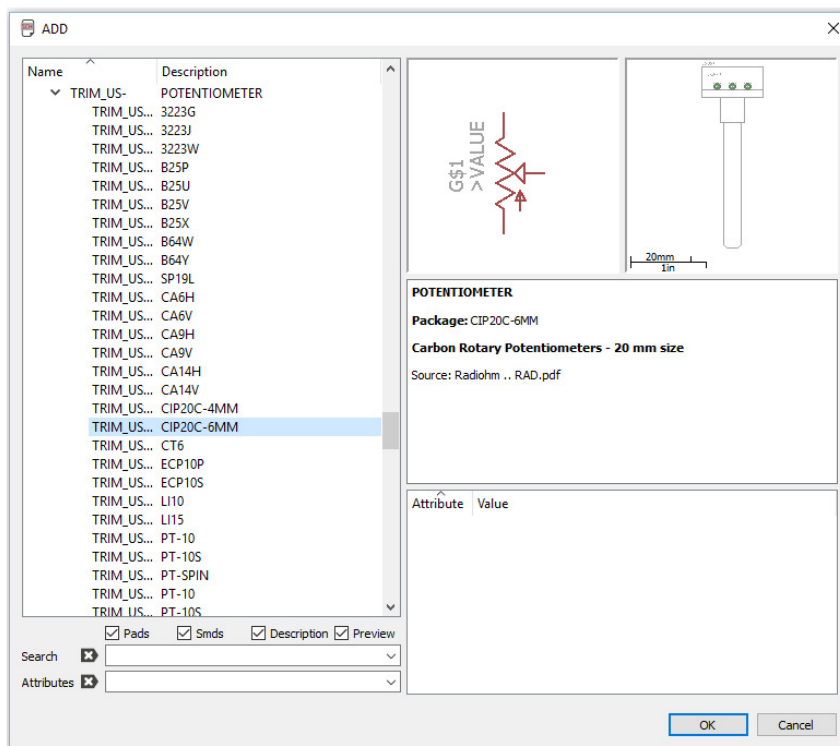 ADD
Name Description
TRIM_US- POTENTIOMETER
TRIM_US... 3223G
TRIM_US... 3223J
TRIM_US... 3223W
TRIM_US... B25P
TRIM_US... B25U
TRIM_US... B25V
TRIM_US... B25X
TRIM_US... B64W
TRIM_US... B64Y
TRIM_US... SP19L
TRIM_US... CA6H
TRIM_US... CA6V
TRIM_US... CA9H
TRIM_US... CA9V
TRIM_US... CA14H
TRIM_US... CA14V
TRIM_US... CIP20C-4MM
TRIM_US... CIP20C-6MM
TRIM_US... CT6
TRIM_US... ECP10P
TRIM_US... ECP10S
TRIM_US... LI10
TRIM_US... LI15
TRIM_US... PT-10
TRIM_US... PT-10S
TRIM_US... PT-SPIN
TRIM_US... PT-10
TRIM_US... PT-10S
Pads Smds Description Preview
Search
Attributes
G$1
>VALUE
20mm
1in
POTENTIOMETER
Package: CIP20C-6MM
Carbon Rotary Potentiometers - 20 mm size
Source: Radiohm .. RAD.pdf
Attribute Value
OK Cancel